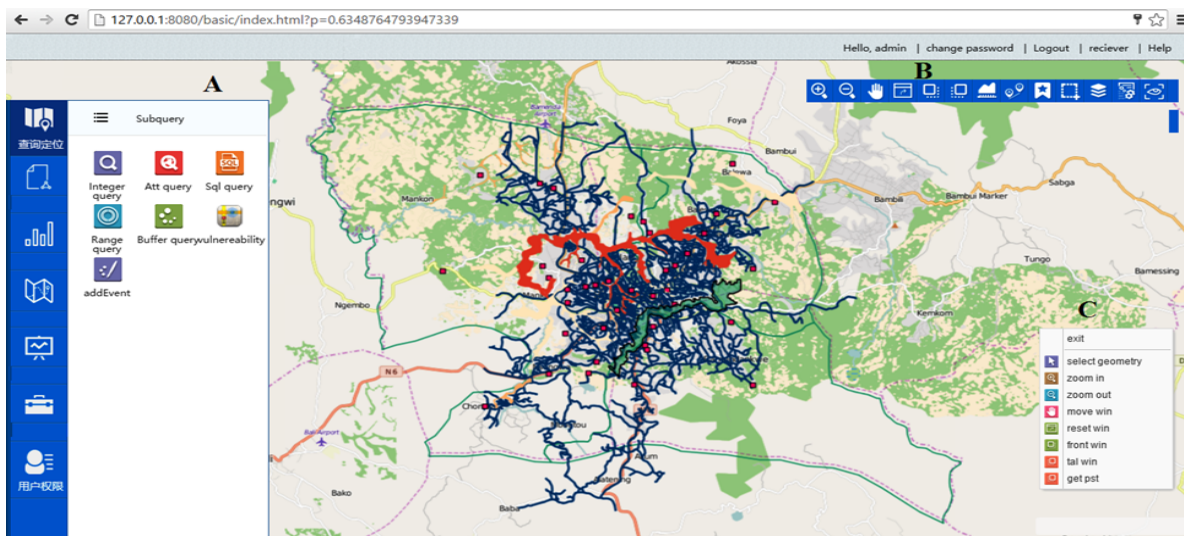 127.0.0.1:8080/basic/index.html?p=0.6348764793947339
Hello, admin | change password | Logout | reciever | Help
A
B
查询定位
Subquery
Integer query
Att query
Sql query
Range query
Buffer query
vulnereability
addEvent
用户权限
SQL
Akossia
Bamenda
Airport
Foya
Bambui
Mankon
Sabga
Bambui Marker
Bambili
Tungo
Bamessing
Ngembo
Kemkom
N6
Bali Airport
Bako
Baba
C
exit
select geometry
zoom in
zoom out
move win
reset win
front win
tal win
get pst